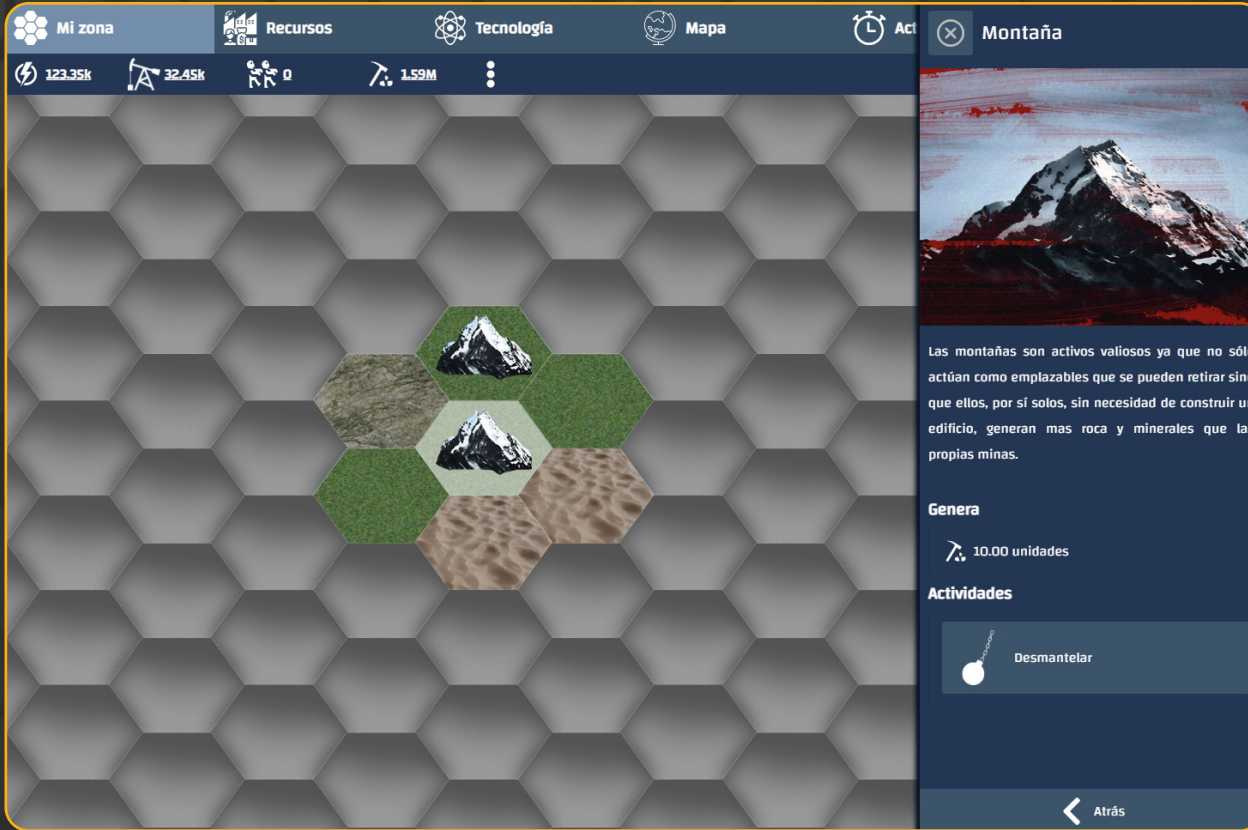 Mi zona
Recursos
Tecnología
Mapa
Act
Montaña
123.35k
32.45k
0
1.59M
Las montañas son activos valiosos ya que no sól
actúan como emplazables que se pueden retirar sin
que ellos, por sí solos, sin necesidad de construir u
edificio, generan mas roca y minerales que la
propias minas.
Genera
10.00 unidades
Actividades
Desmantelar
Atrás